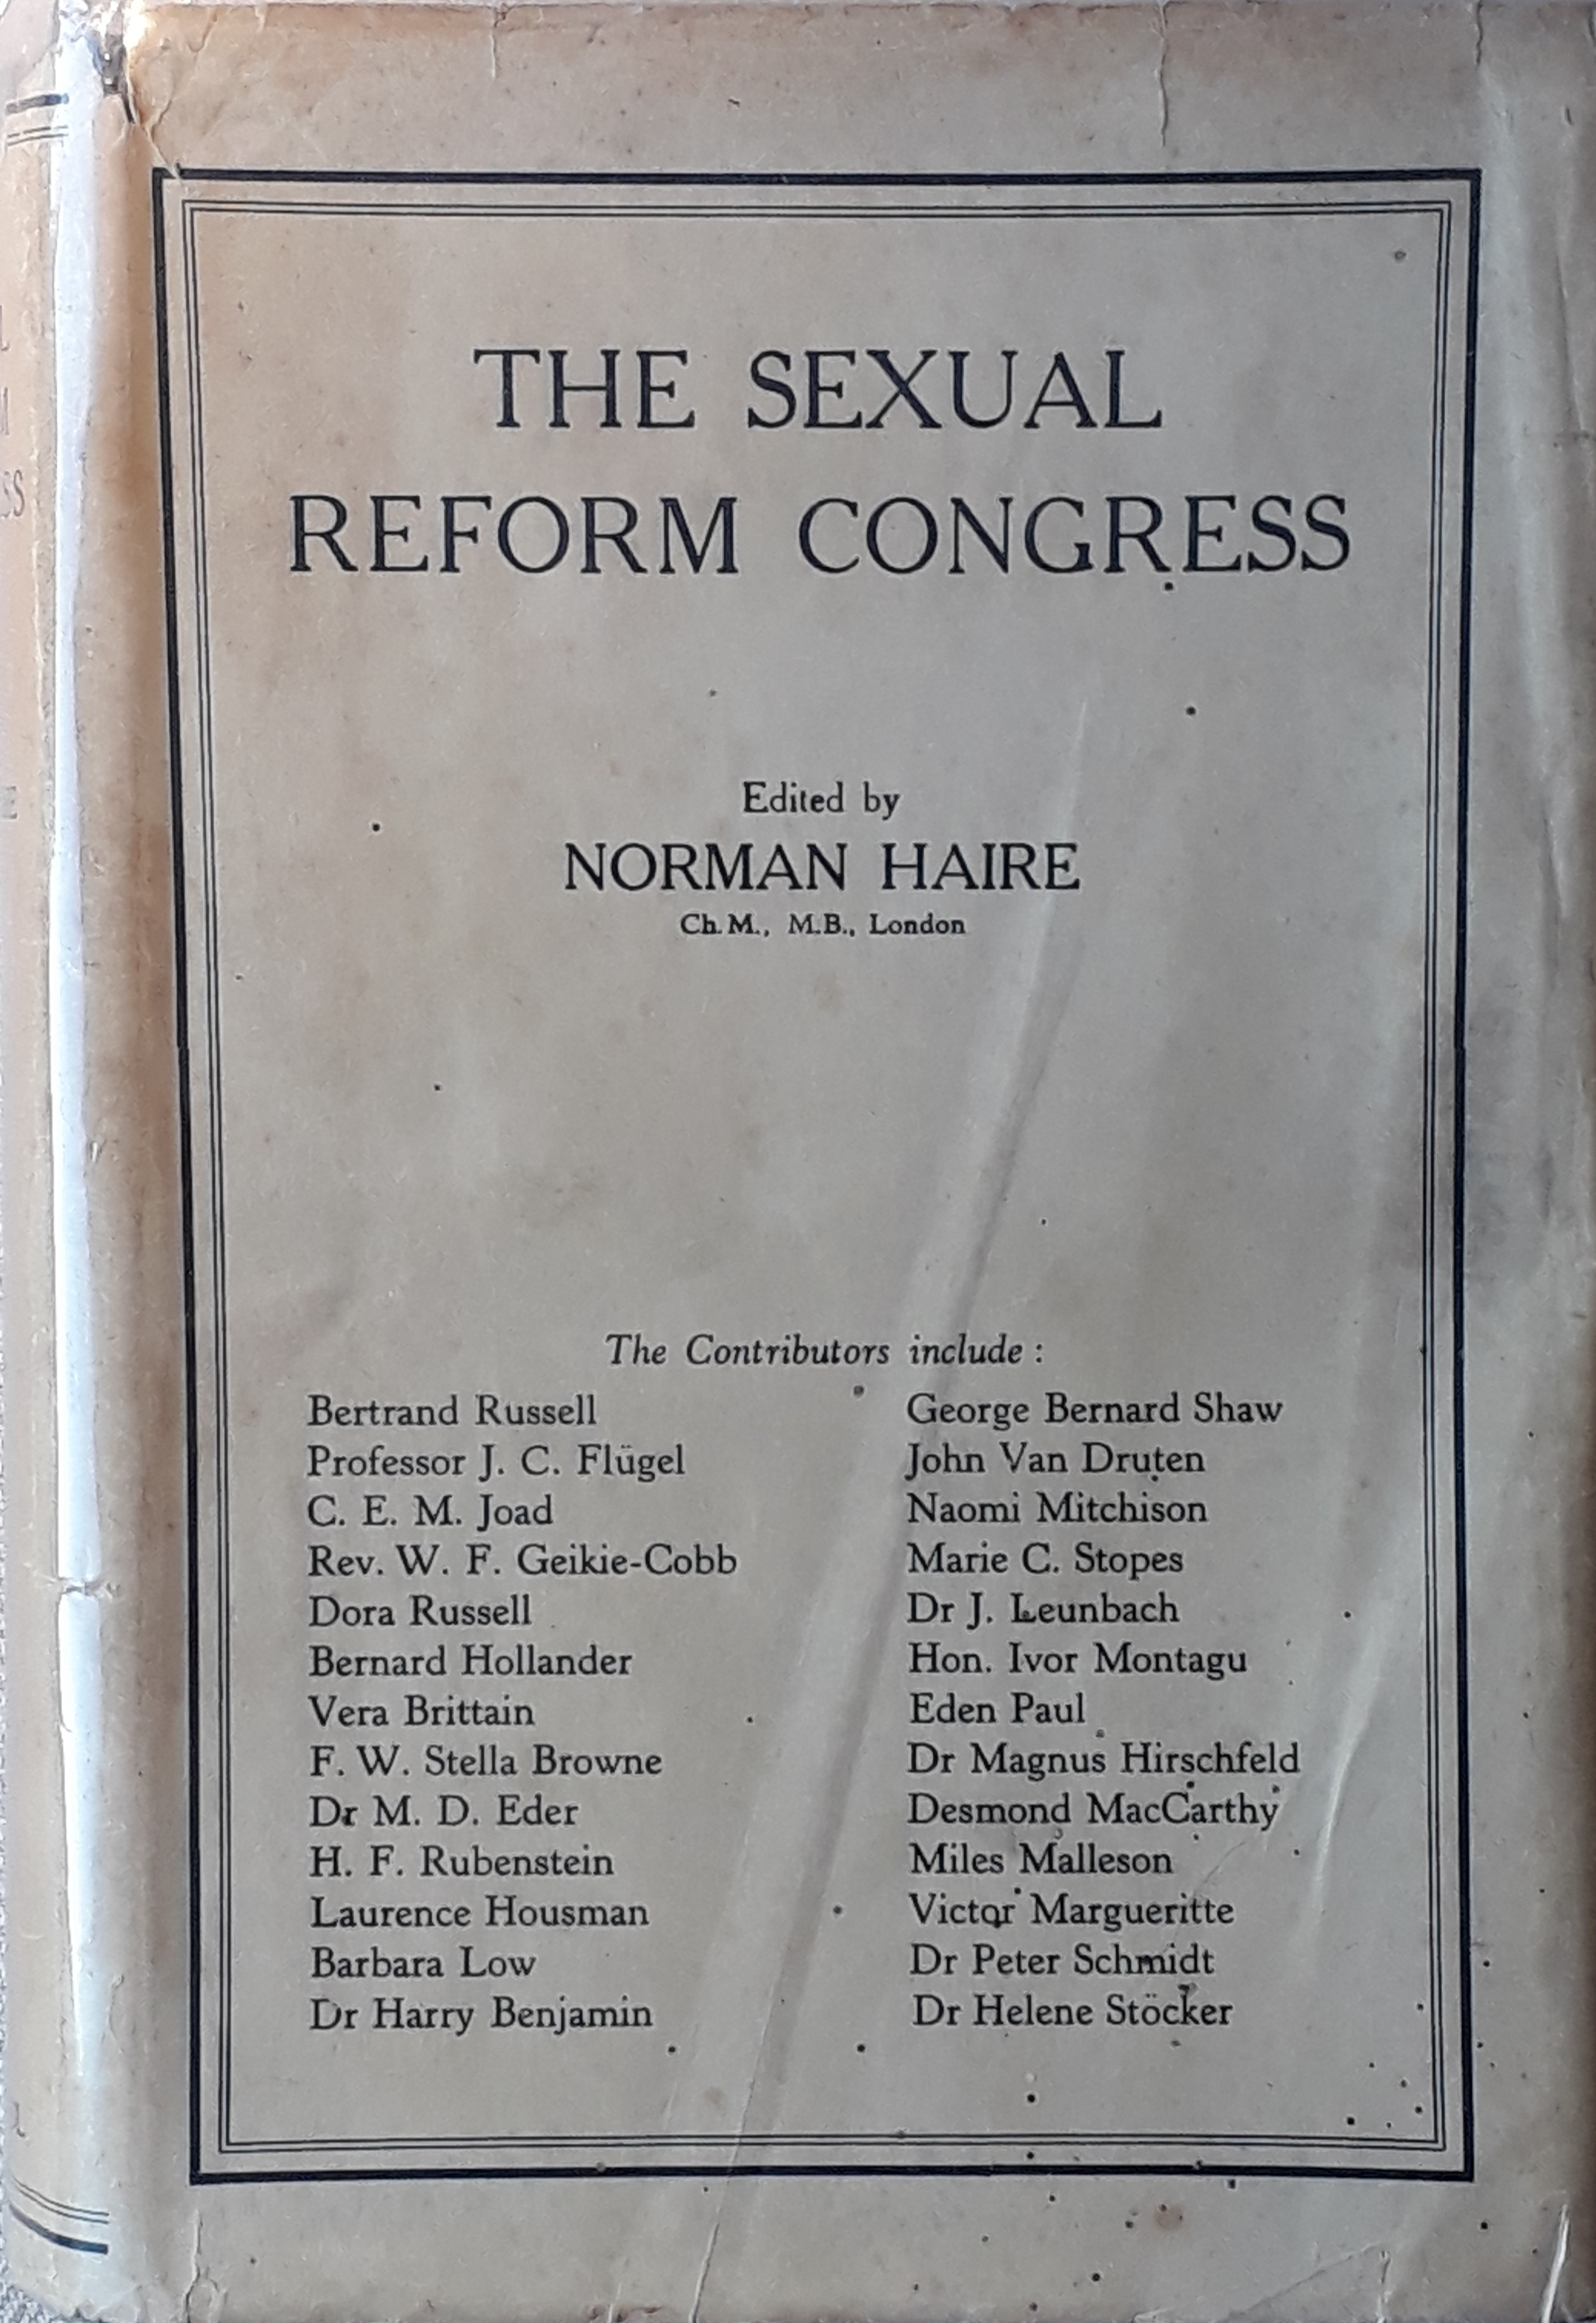 THE SEXUAL
REFORM CONGRESS
Edited by
NORMAN HAIRE
Ch.M., M.B., London
The Contributors include :
Bertrand Russell
Professor J. C. Flügel
C. E. M. Joad
Rev. W. F. Geikie-Cobb
Dora Russell
Bernard Hollander
Vera Brittain
F. W. Stella Browne
Dr M. D. Eder
H. F. Rubenstein
Laurence Housman
Barbara Low
Dr Harry Benjamin
George Bernard Shaw
John Van Druten
Naomi Mitchison
Marie C. Stopes
Dr J. Leunbach
Hon. Ivor Montagu
Eden Paul
Dr Magnus Hirschfeld
Desmond MacCarthy
Miles Malleson
Victor Margueritte
Dr Peter Schmidt
Dr Helene Stöcker